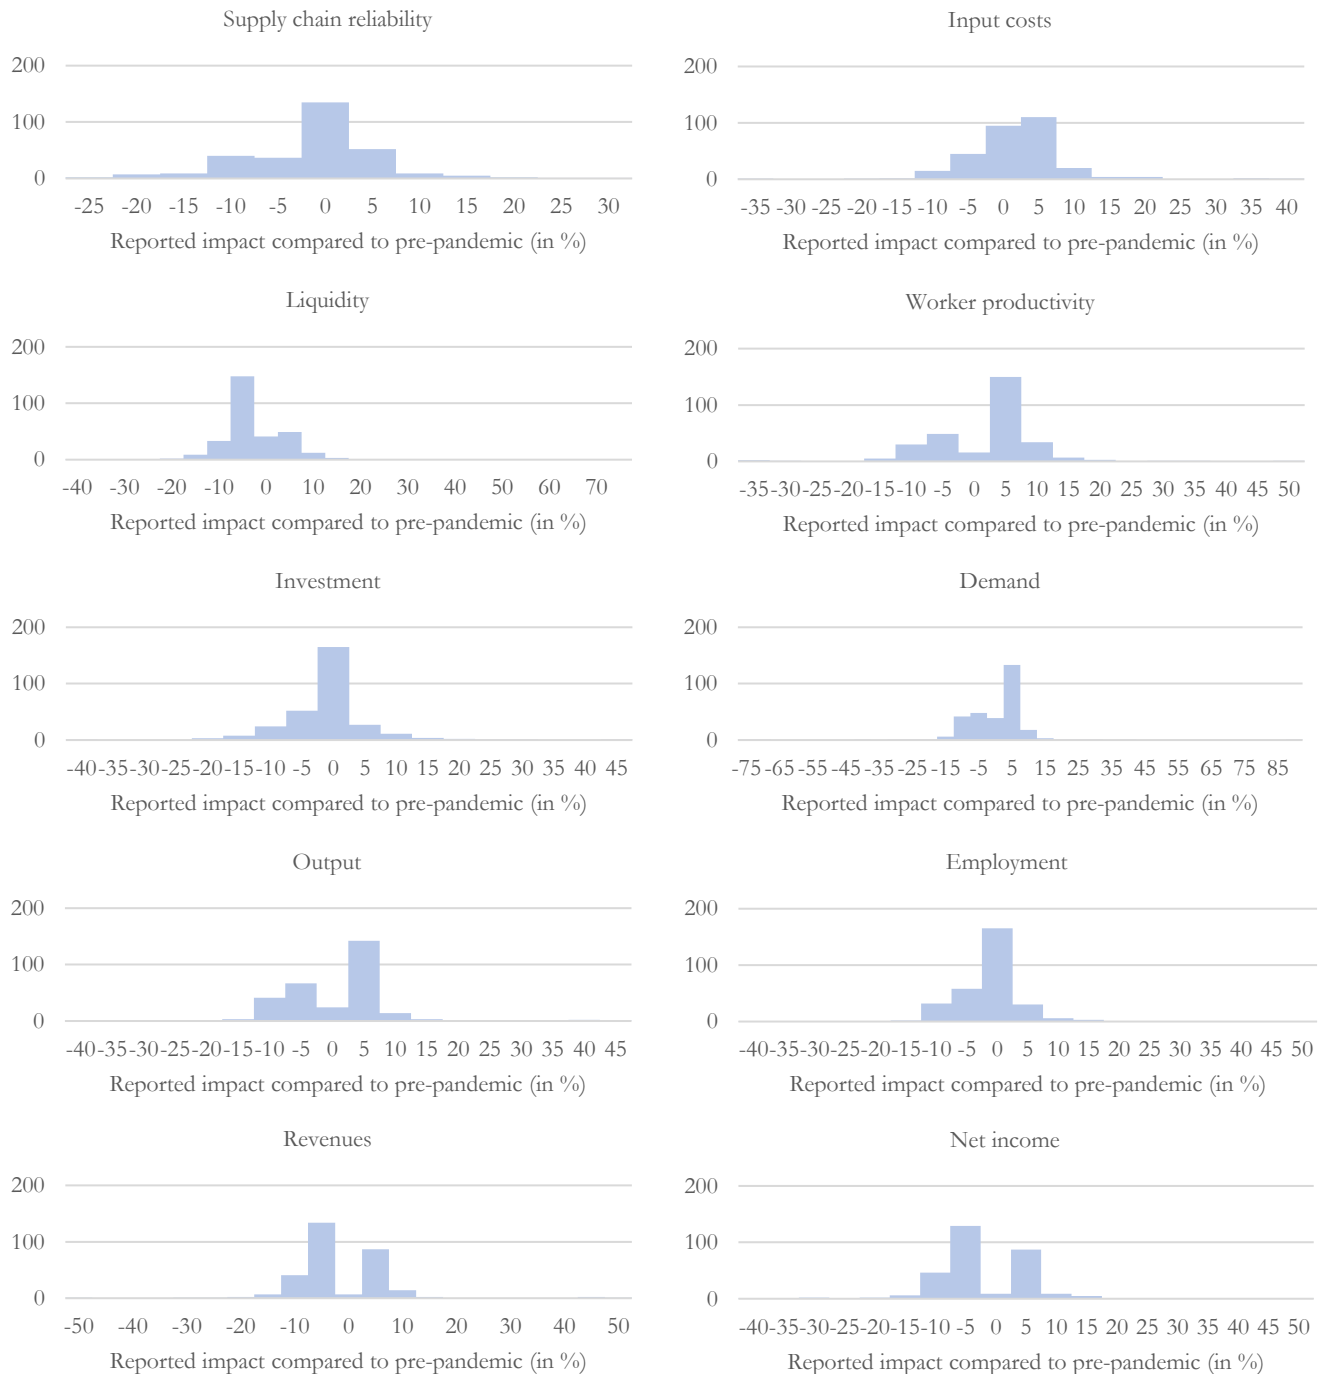 Supply chain reliability
200
100
0
-25 -20 -15 -10 -5 0 5 10 15 20 25 30
Reported impact compared to pre-pandemic (in %)
Input costs
200
100
0
-35 -30 -25 -20 -15 -10 -5 0 5 10 15 20 25 30 35 40
Reported impact compared to pre-pandemic (in %)
Liquidity
200
100
0
-40 -30 -20 -10 0 10 20 30 40 50 60 70
Reported impact compared to pre-pandemic (in %)
Worker productivity
200
100
0
-35 -30 -25 -20 -15 -10 -5 0 5 10 15 20 25 30 35 40 45 50
Reported impact compared to pre-pandemic (in %)
Investment
200
100
0
-40 -35 -30 -25 -20 -15 -10 -5 0 5 10 15 20 25 30 35 40 45
Reported impact compared to pre-pandemic (in %)
Demand
200
100
0
-75 -65 -55 -45 -35 -25 -15 -5 5 15 25 35 45 55 65 75 85
Reported impact compared to pre-pandemic (in %)
Output
200
100
0
-40 -35 -30 -25 -20 -15 -10 -5 0 5 10 15 20 25 30 35 40 45
Reported impact compared to pre-pandemic (in %)
Employment
200
100
0
-40 -35 -30 -25 -20 -15 -10 -5 0 5 10 15 20 25 30 35 40 45 50
Reported impact compared to pre-pandemic (in %)
Revenues
200
100
0
-50 -40 -30 -20 -10 0 10 20 30 40 50
Reported impact compared to pre-pandemic (in %)
Net income
200
100
0
-40 -35 -30 -25 -20 -15 -10 -5 0 5 10 15 20 25 30 35 40 45 50
Reported impact compared to pre-pandemic (in %)